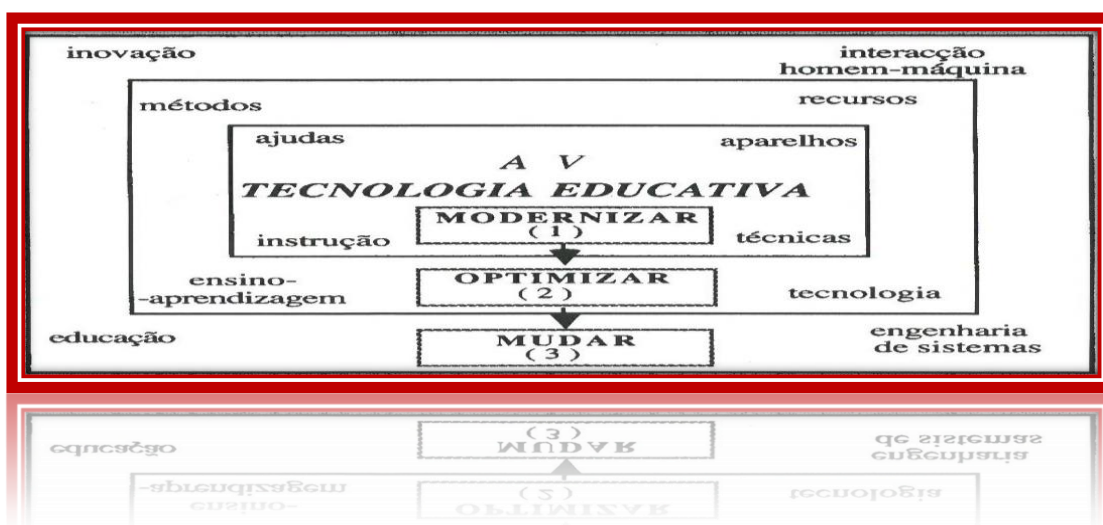 inovação
interacção
homem-máquina
métodos
recursos
ajudas
aparelhos
A V
TECNOLOGIA EDUCATIVA
MODERNIZAR
(1)
instrução
técnicas
ensino-
-aprendizagem
OPTIMIZAR
(2)
tecnologia
educação
MUDAR
(3)
engenharia
de sistemas